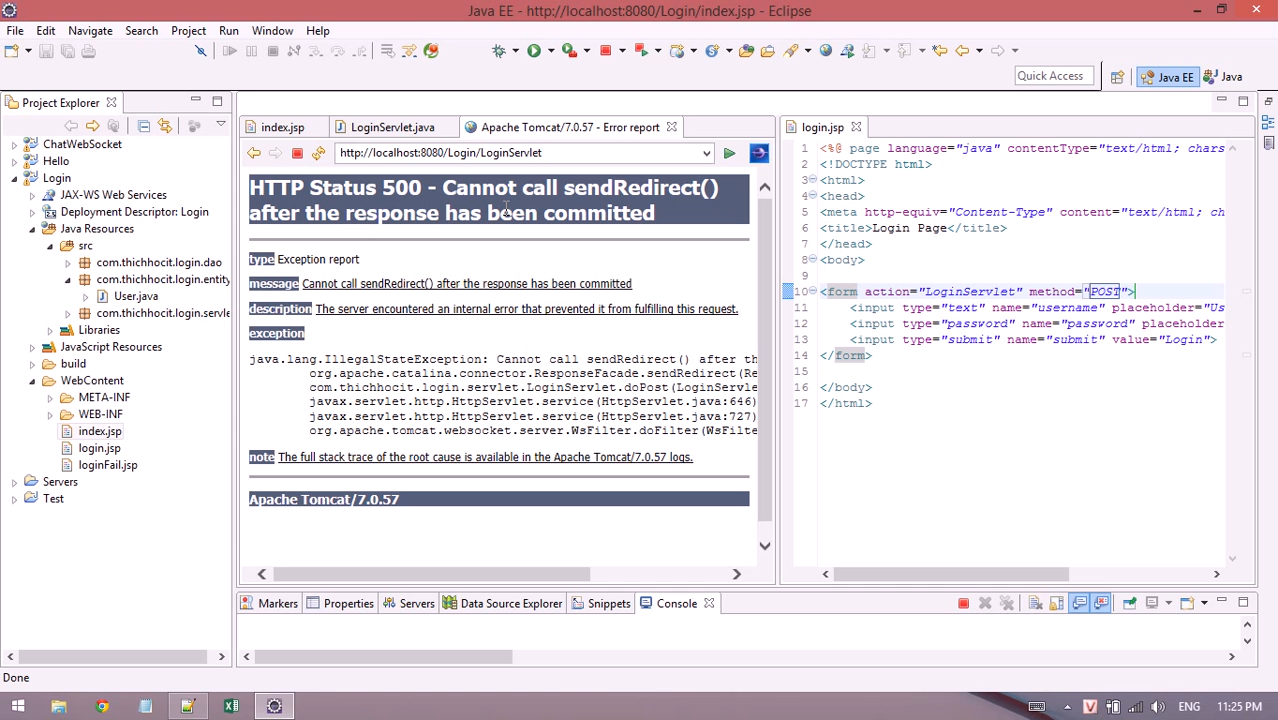 Java EE - http://localhost:8080/Login/index.jsp - Eclipse
File Edit Navigate Search Project Run Window Help
Quick Access
Java EE
Java
Project Explorer
ChatWebSocket
Hello
Login
JAX-WS Web Services
Deployment Descriptor: Login
Java Resources
src
com.thichhocit.login.dao
com.thichhocit.login.entity
User.java
com.thichhocit.login.servle
Libraries
JavaScript Resources
build
WebContent
META-INF
WEB-INF
index.jsp
login.jsp
loginFail.jsp
Servers
Test
index.jsp
LoginServlet.java
Apache Tomcat/7.0.57 - Error report
http://localhost:8080/Login/LoginServlet
HTTP Status 500 - Cannot call sendRedirect()
after the response has been committed
type Exception report
message Cannot call sendRedirect() after the response has been committed
description The server encountered an internal error that prevented it from fulfilling this request.
exception
java.lang.IllegalStateException: Cannot call sendRedirect() after th
org.apache.catalina.connector.ResponseFacade.sendRedirect(Re
com.thichhocit.login.servlet.LoginServlet.doPost(LoginServle
javax.servlet.http.HttpServlet.service(HttpServlet.java:646)
javax.servlet.http.HttpServlet.service(HttpServlet.java:727)
org.apache.tomcat.websocket.server.WsFilter.doFilter(WsFilte
note The full stack trace of the root cause is available in the Apache Tomcat/7.0.57 logs.
Apache Tomcat/7.0.57
login.jsp
1 <%@ page language="java" contentType="text/html; chars
2 <!DOCTYPE html>
3 <html>
4 <head>
5 <meta http-equiv="Content-Type" content="text/html; ch
6 <title>Login Page</title>
7 </head>
8 <body>
9
10 <form action="LoginServlet" method="POST">
11 <input type="text" name="username" placeholder="Us
12 <input type="password" name="password" placeholder
13 <input type="submit" name="submit" value="Login">
14 </form>
15
16 </body>
17 </html>
Markers
Properties
Servers
Data Source Explorer
Snippets
Console
Done
V
ENG
11:25 PM